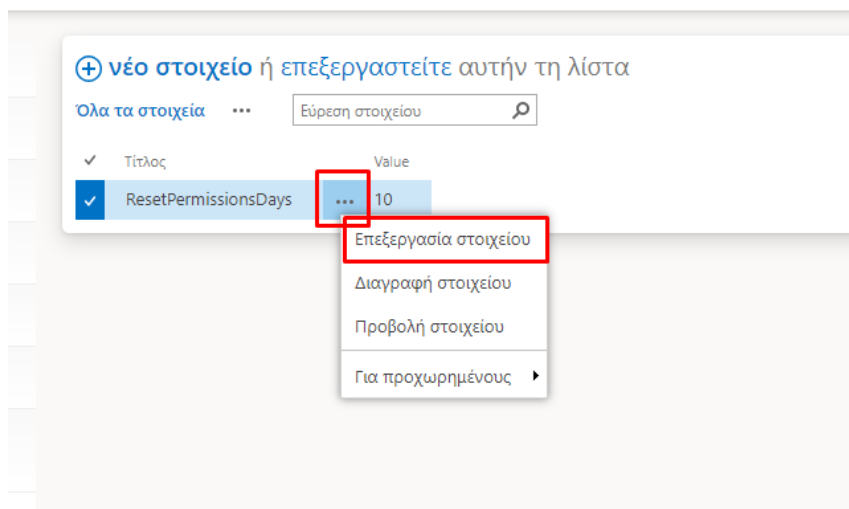 νέο στοιχείο ή επεξεργαστείτε αυτήν τη λίστα
Όλα τα στοιχεία ••• Εύρεση στοιχείου
Τίτλος Value
ResetPermissionsDays ••• 10
Επεξεργασία στοιχείου
Διαγραφή στοιχείου
Προβολή στοιχείου
Για προχωρημένους